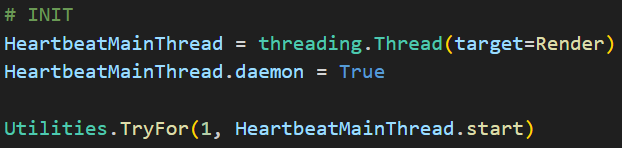 # INIT
HeartbeatMainThread = threading.Thread(target=Render)
HeartbeatMainThread.daemon = True
Utilities.TryFor(1, HeartbeatMainThread.start)